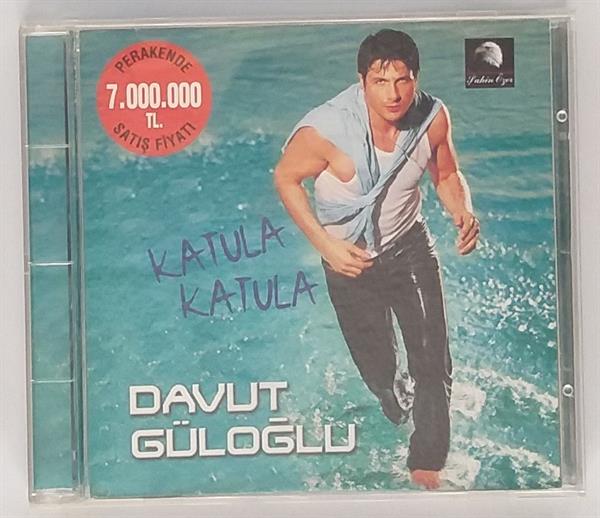 PERAKENDE
7.000.000
TL.
SATIŞ FİYATI
Şahin Özer
KATULA
KATULA
DAVUT
GÜLOĞLU